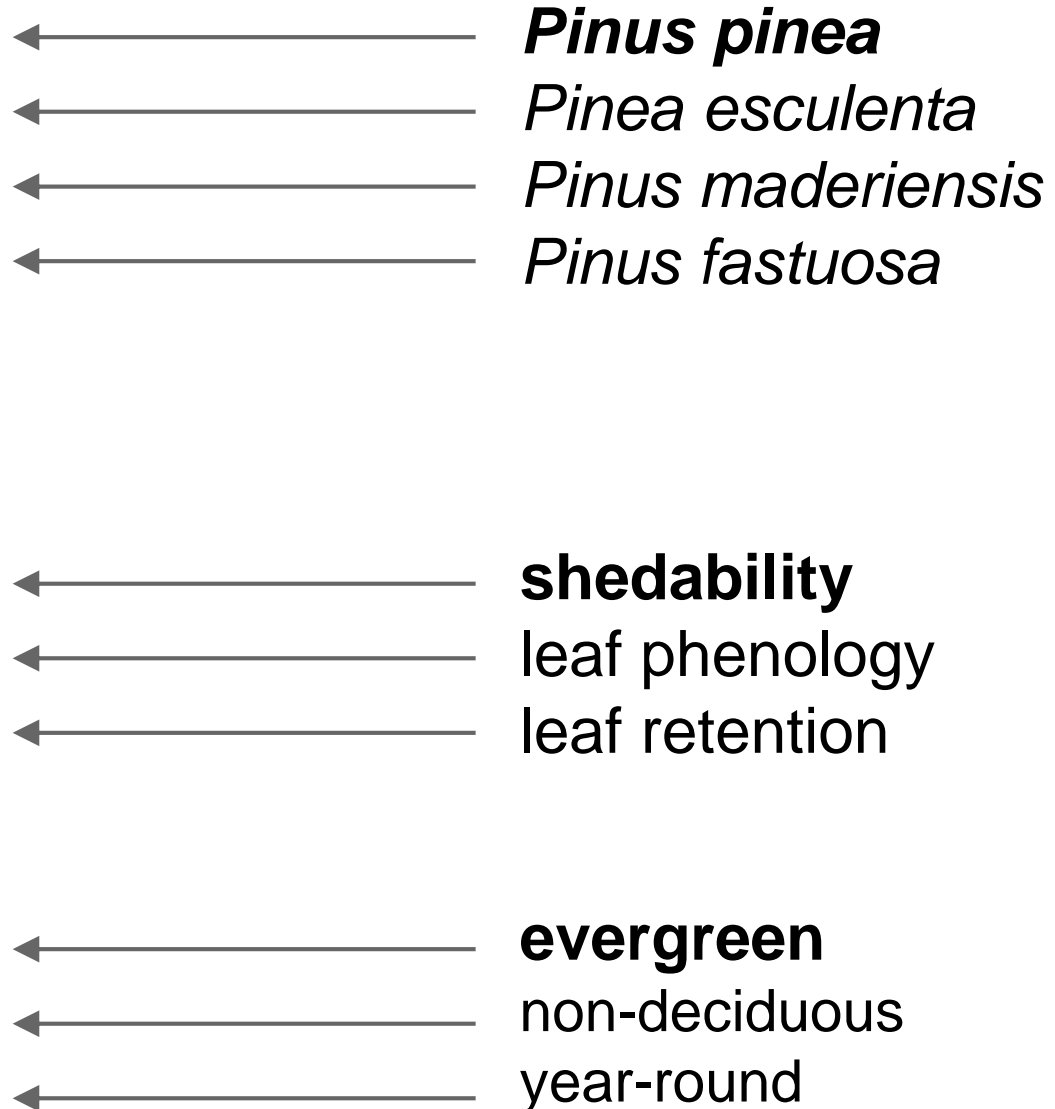 Pinus pinea
Pinea esculenta
Pinus maderiensis
Pinus fastuosa
shedability
leaf phenology
leaf retention
evergreen
non-deciduous
year-round